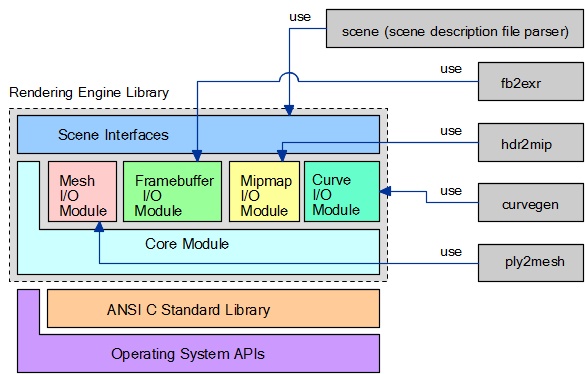 use
scene (scene description file parser)
use
Rendering Engine Library
fb2exr
use
Scene Interfaces
hdr2mip
Mesh
I/O
Module
Framebuffer
I/O
Module
Mipmap
I/O
Module
Curve
I/O
Module
use
curvegen
Core Module
use
ply2mesh
ANSI C Standard Library
Operating System APIs